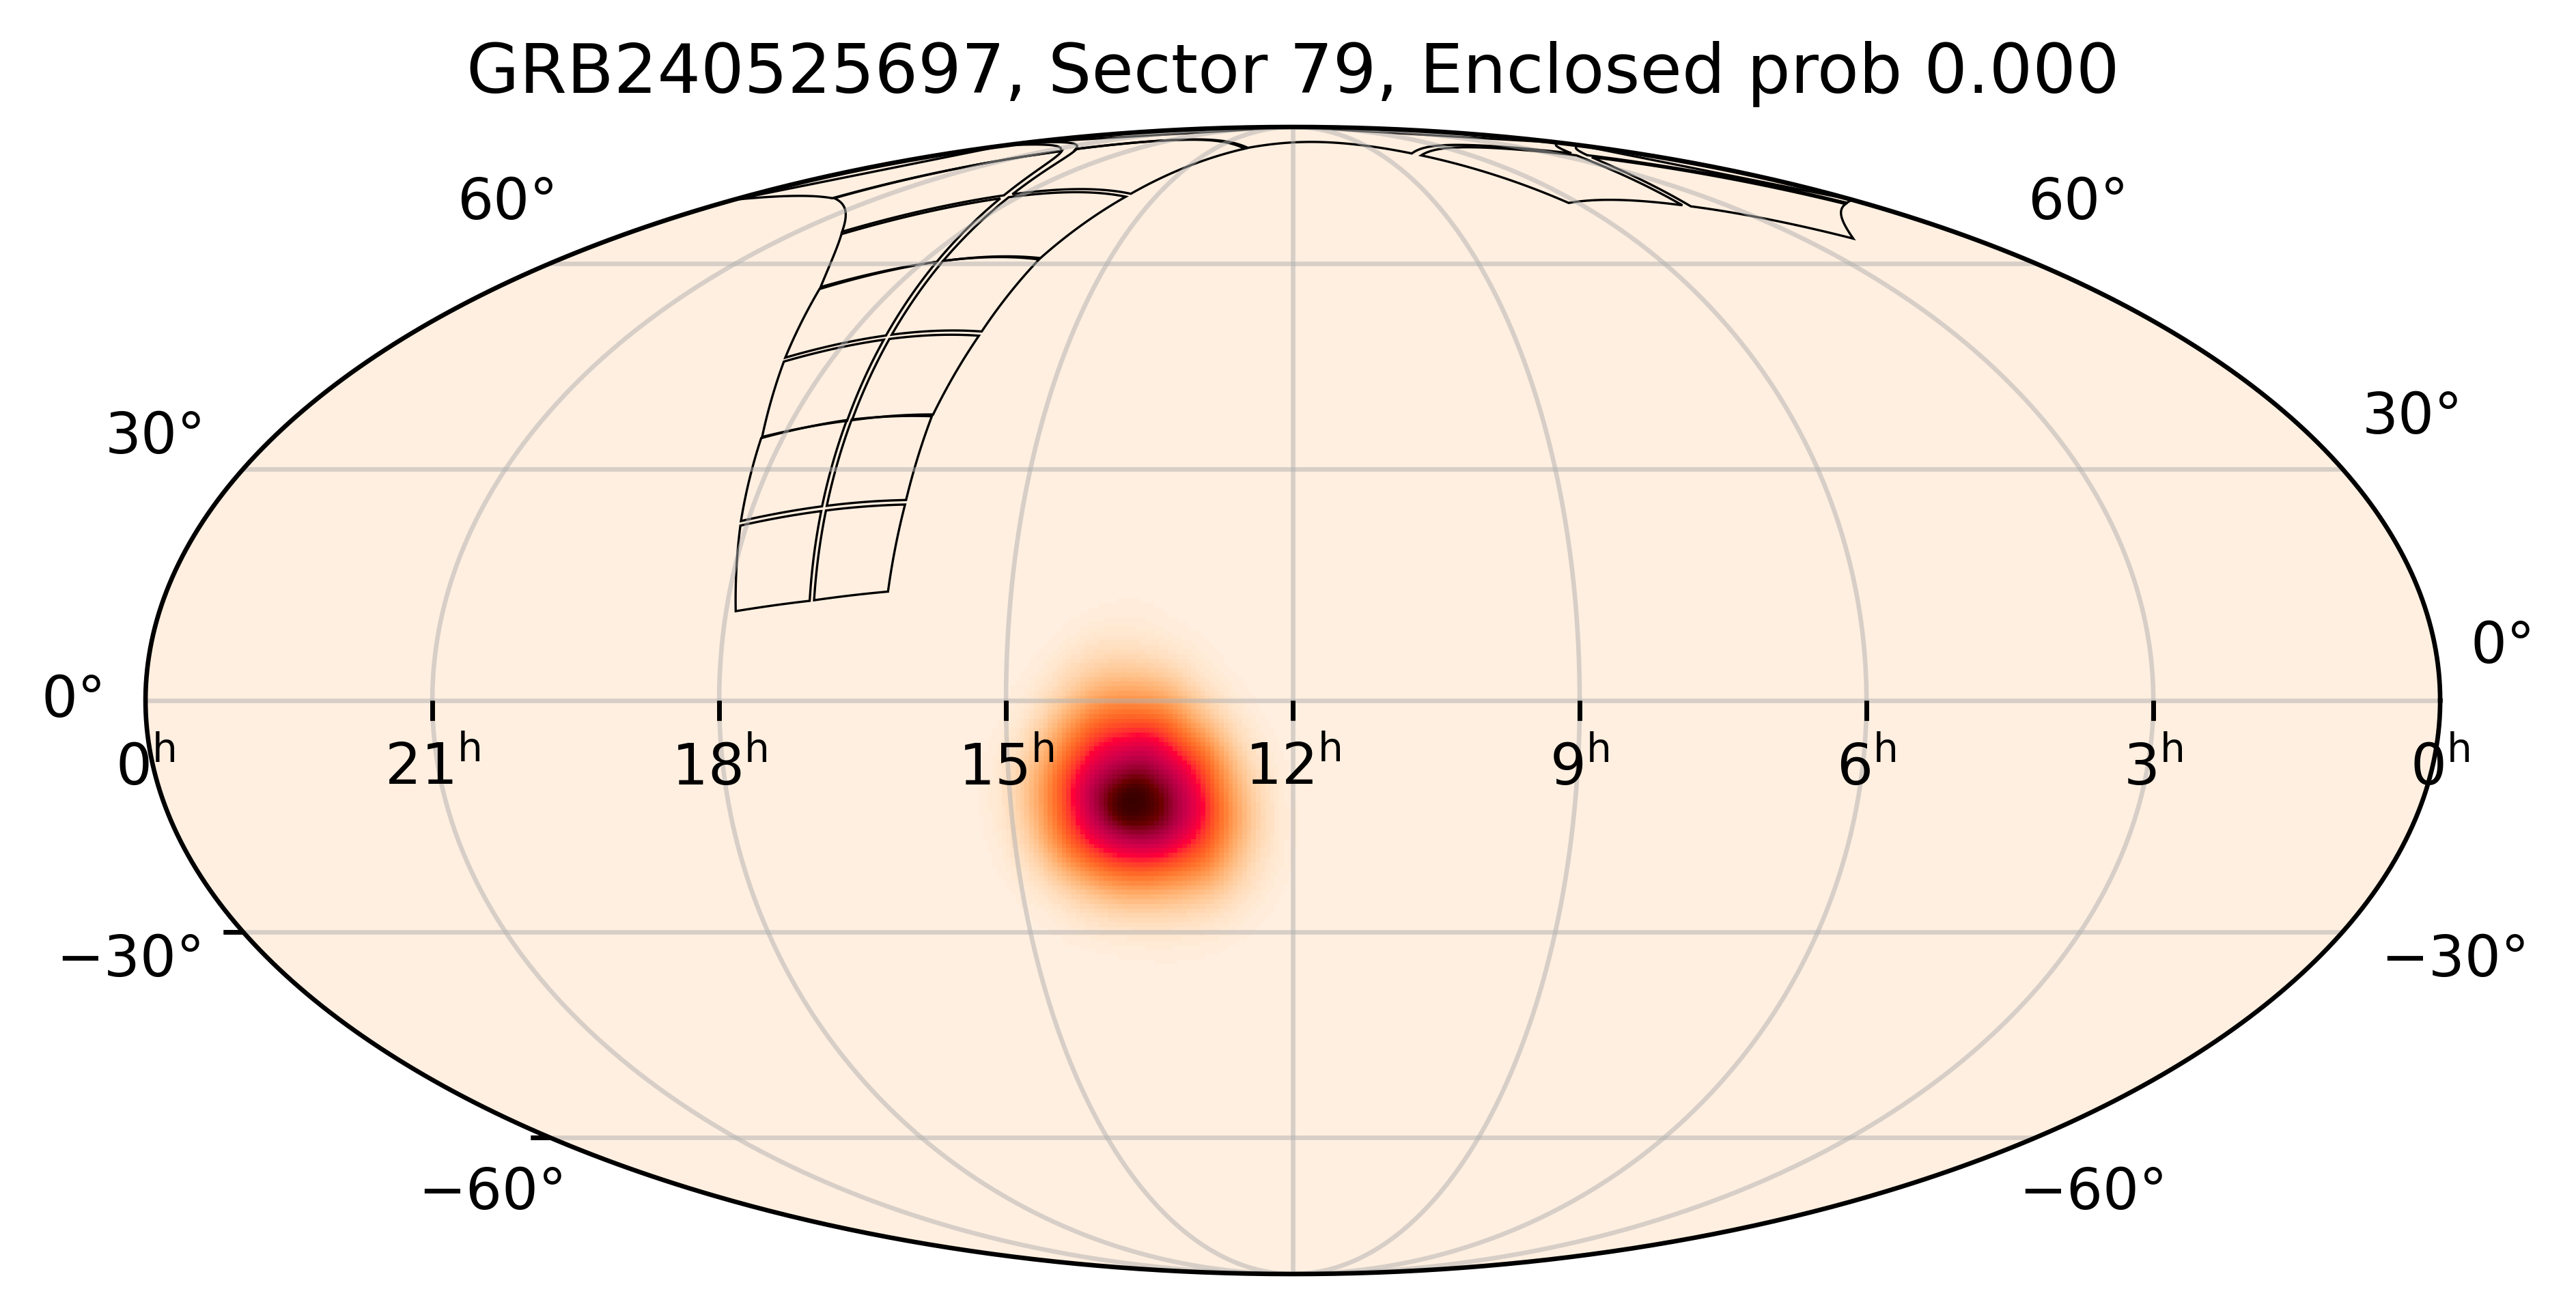 GRB240525697, Sector 79, Enclosed prob 0.000
60° 60°
30° 30°
0° 0°
0ʰ 21ʰ 18ʰ 15ʰ 12ʰ 9ʰ 6ʰ 3ʰ 0ʰ
−30° −30°
−60° −60°